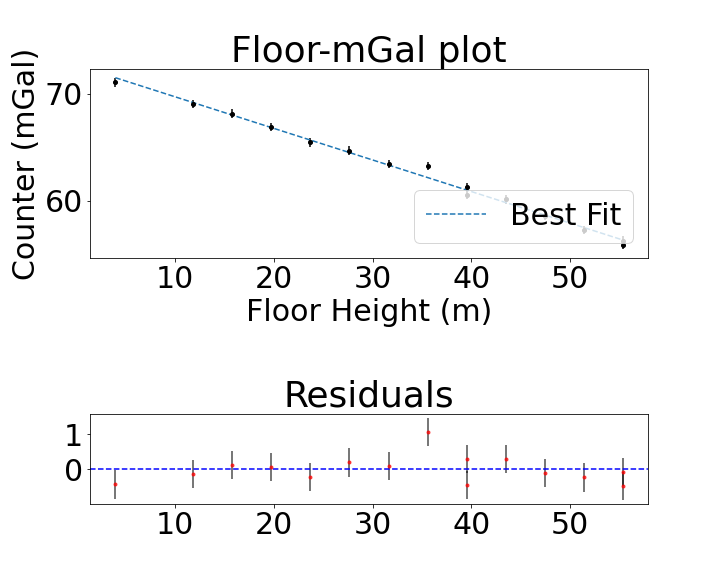 Floor-mGal plot
Counter (mGal)
70
60
Best Fit
10 20 30 40 50
Floor Height (m)
Residuals
1
0
10 20 30 40 50